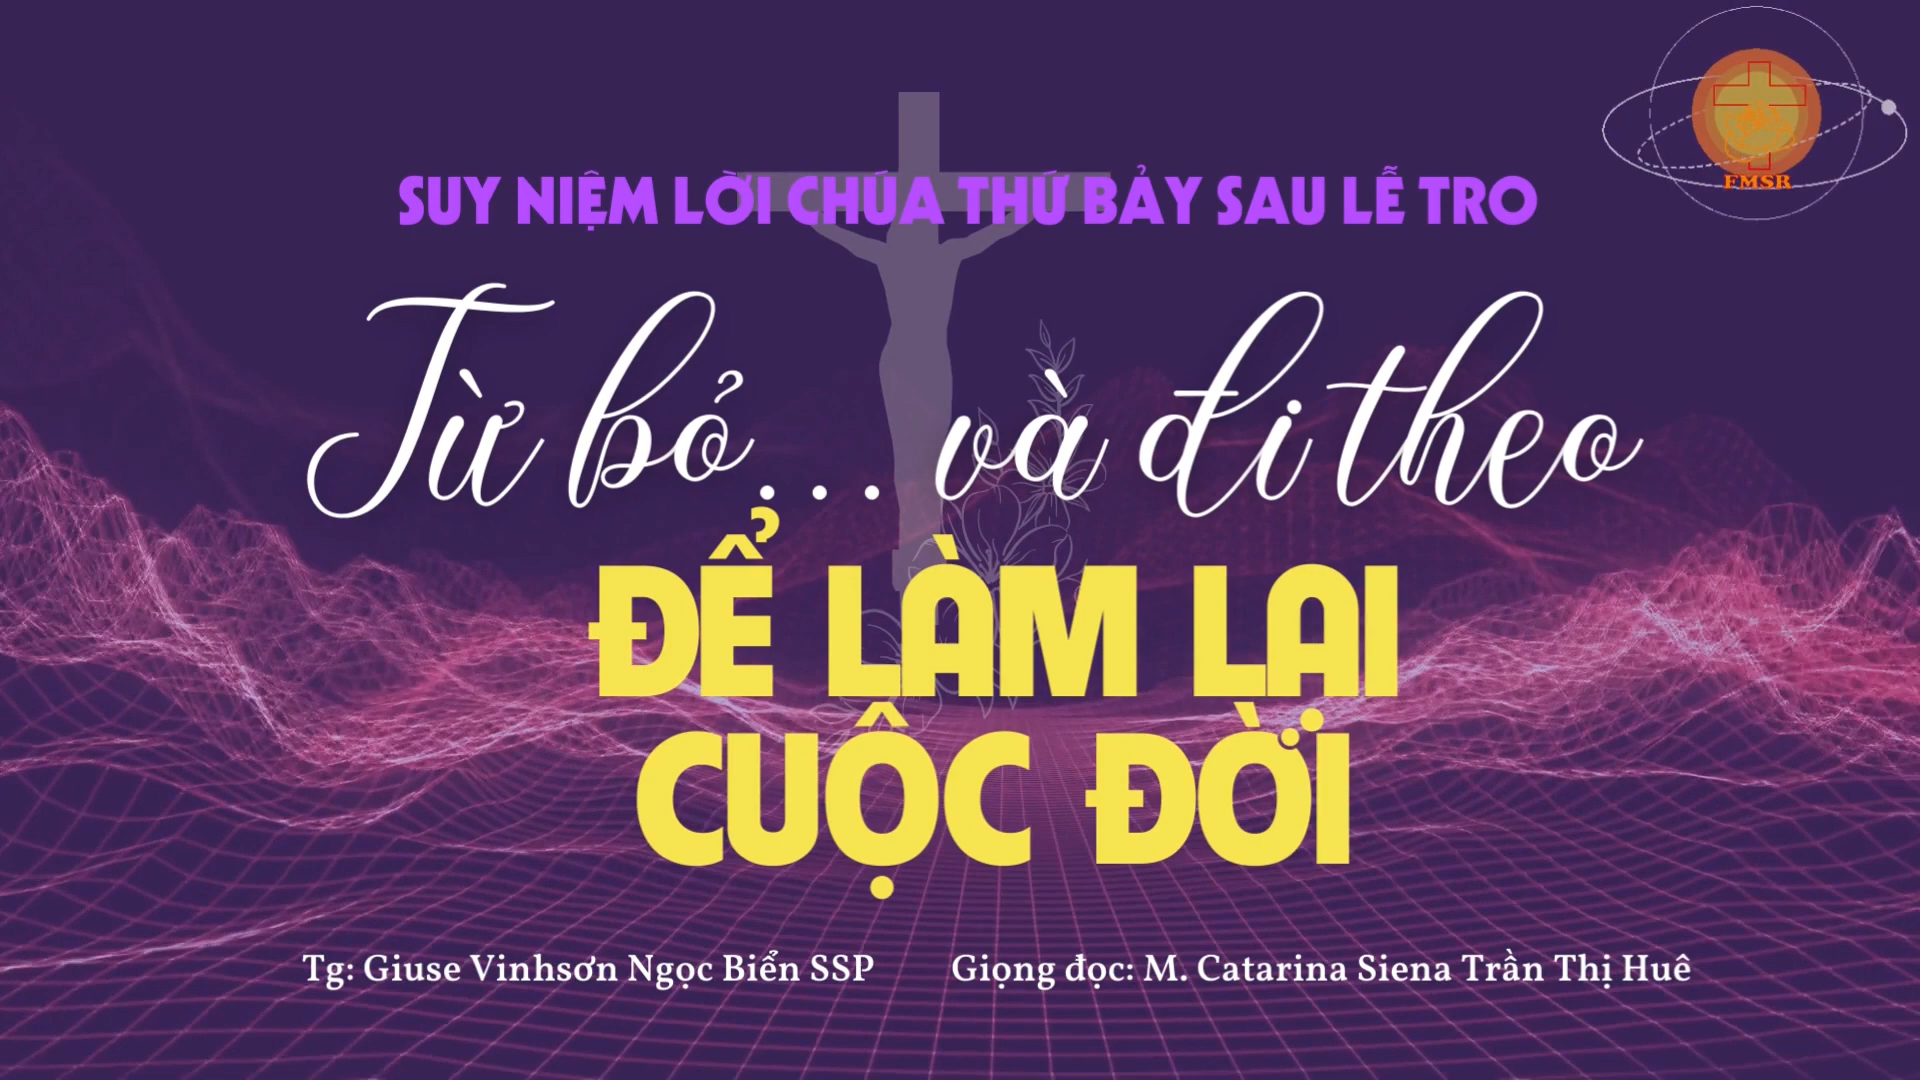 FMSR
SUY NIỆM LỜI CHÚA THỨ BẢY SAU LỄ TRO
Từ bỏ... và đi theo
ĐỂ LÀM LẠI
CUỘC ĐỜI
Tg: Giuse Vinhsơn Ngọc Biển SSP
Giọng đọc: M. Catarina Siena Trần Thị Huê